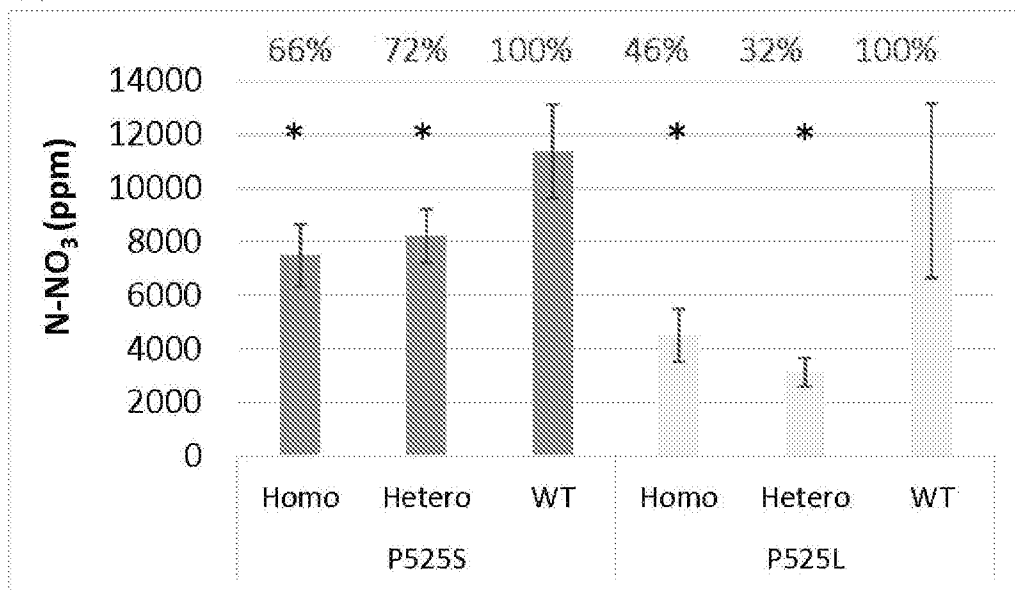 66% 72% 100% 46% 32% 100%
14000
12000
10000
8000
6000
4000
2000
0
N-NO₃ (ppm)
* * * *
Homo Hetero WT Homo Hetero WT
P525S P525L